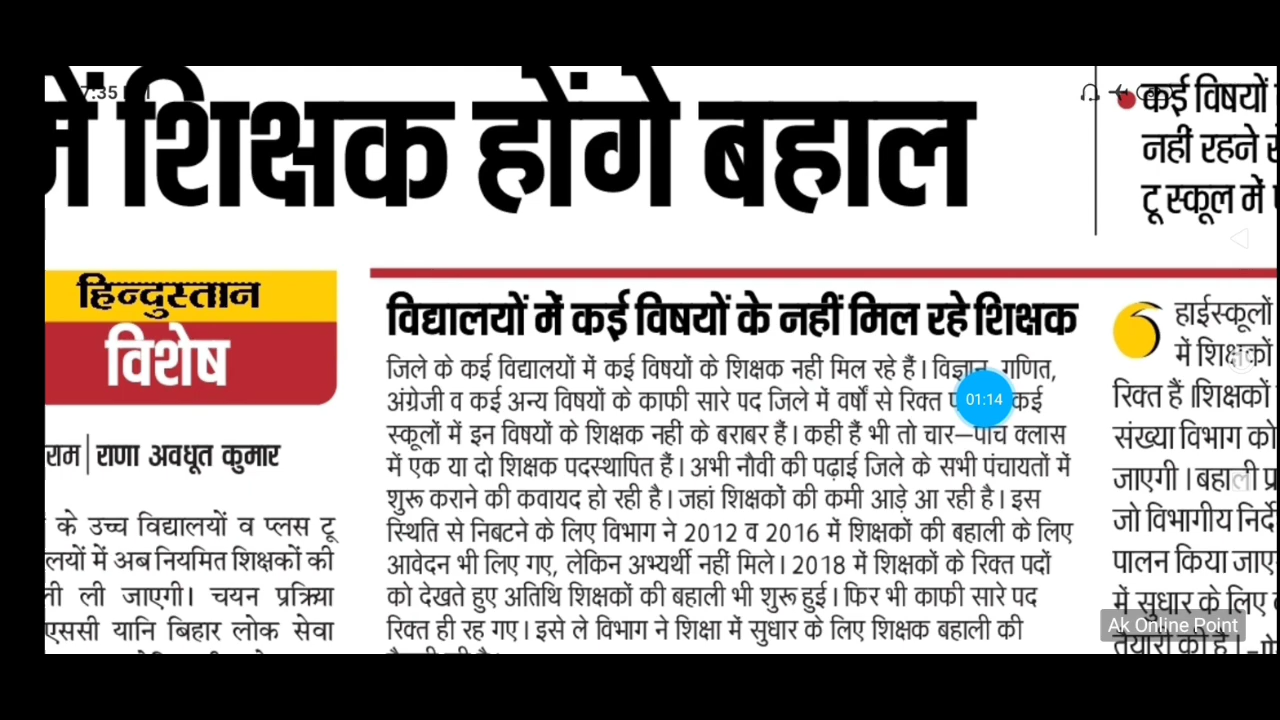 7:35
में शिक्षक होंगे बहाल
कई विषयों
नहीं रहने
टू स्कूल में
हिन्दुस्तान
विशेष
राम | राणा अवधूत कुमार
के उच्च विद्यालयों व प्लस टू
लयों में अब नियमित शिक्षकों की
ली जाएगी। चयन प्रक्रिया
एससी यानि बिहार लोक सेवा
विद्यालयों में कई विषयों के नहीं मिल रहे शिक्षक
जिले के कई विद्यालयों में कई विषयों के शिक्षक नही मिल रहे हैं। विज्ञान, गणित,
अंग्रेजी व कई अन्य विषयों के काफी सारे पद जिले में वर्षों से रिक्त कई
स्कूलों में इन विषयों के शिक्षक नही के बराबर हैं। कही हैं भी तो चार–पांच क्लास
में एक या दो शिक्षक पदस्थापित हैं। अभी नौवी की पढ़ाई जिले के सभी पंचायतों में
शुरू कराने की कवायद हो रही है। जहां शिक्षकों की कमी आड़े आ रही है। इस
स्थिति से निबटने के लिए विभाग ने 2012 व 2016 में शिक्षकों की बहाली के लिए
आवेदन भी लिए गए, लेकिन अभ्यर्थी नहीं मिले। 2018 में शिक्षकों के रिक्त पदों
को देखते हुए अतिथि शिक्षकों की बहाली भी शुरू हुई। फिर भी काफी सारे पद
रिक्त ही रह गए। इसे ले विभाग ने शिक्षा में सुधार के लिए शिक्षक बहाली की
हाईस्कूलों
में शिक्षकों
रिक्त हैं।शिक्षकों
संख्या विभाग को
जाएगी। बहाली
जो विभागीय
पालन किया
में सुधार के लिए
तैयारी की है।
01:14
Ak Online Point